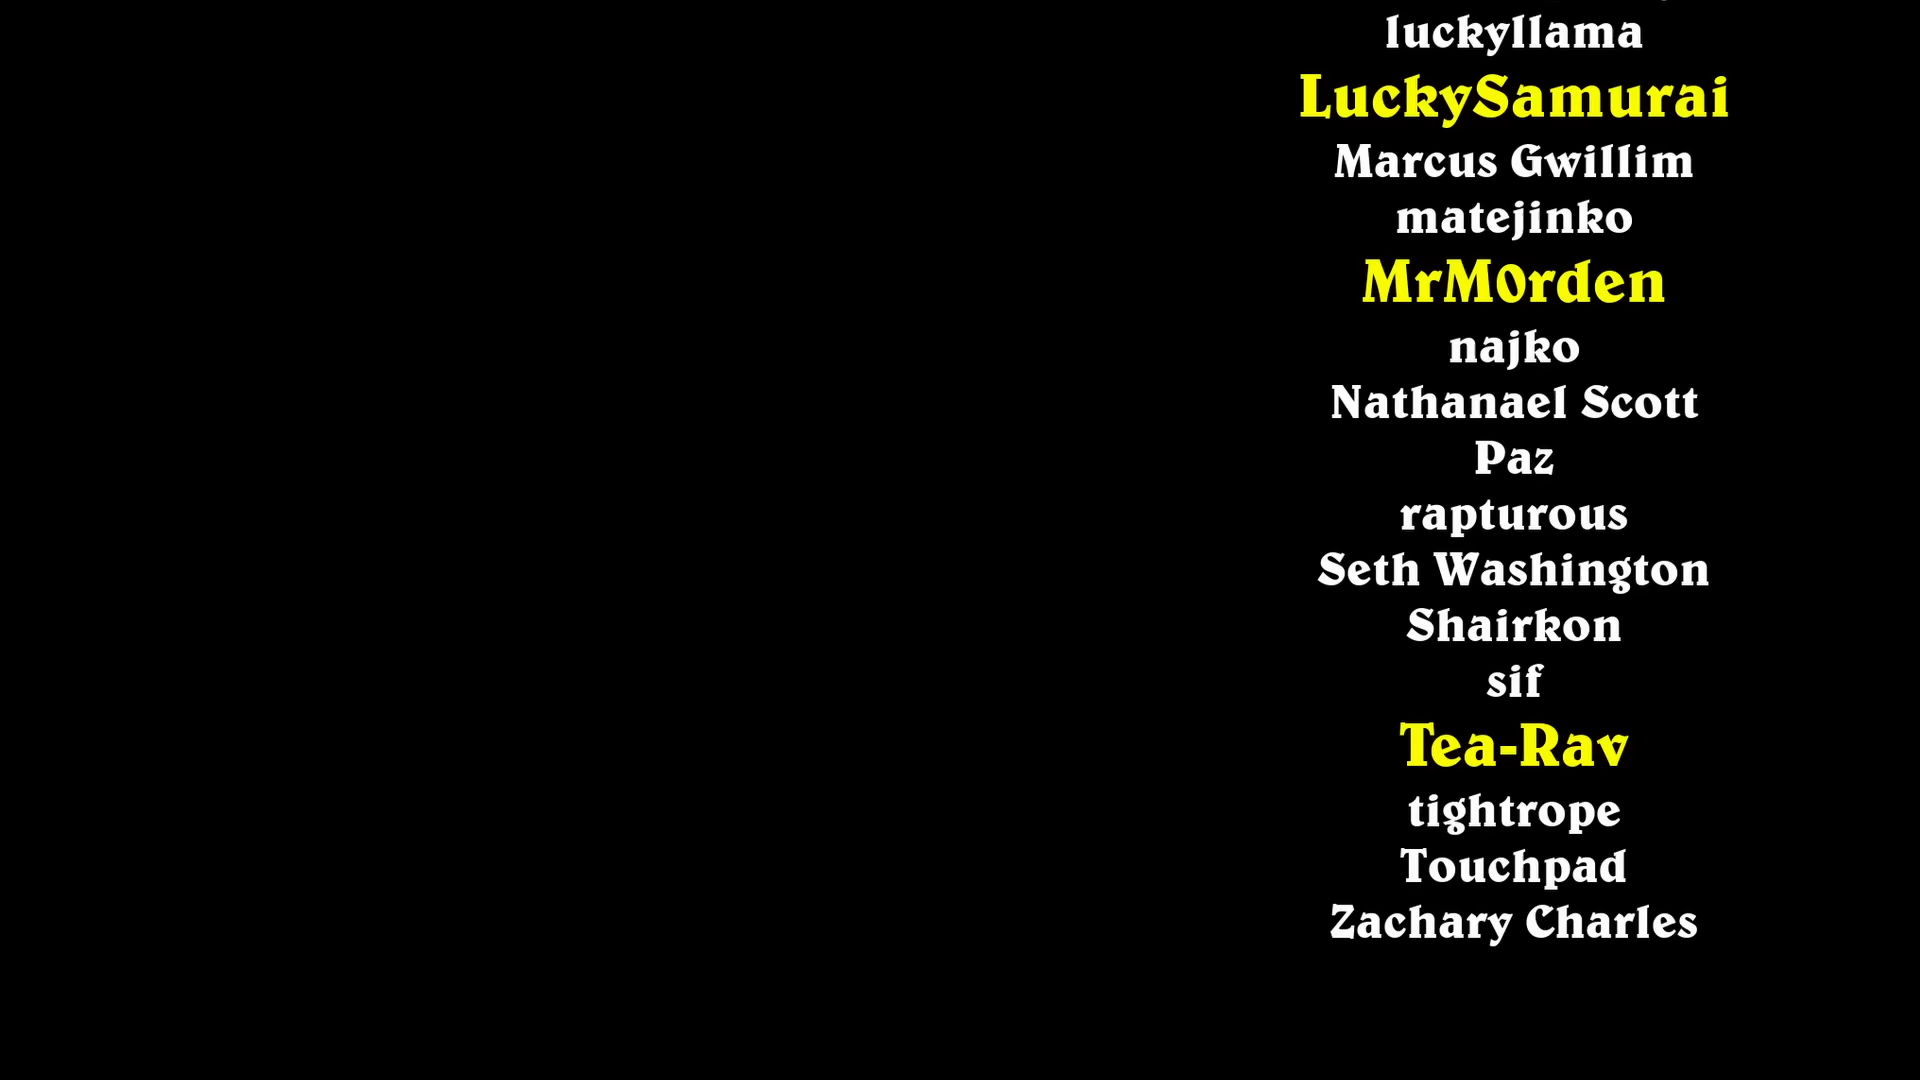 luckyllama
LuckySamurai
Marcus Gwillim
matejinko
MrM0rden
najko
Nathanael Scott
Paz
rapturous
Seth Washington
Shairkon
sif
Tea-Rav
tightrope
Touchpad
Zachary Charles